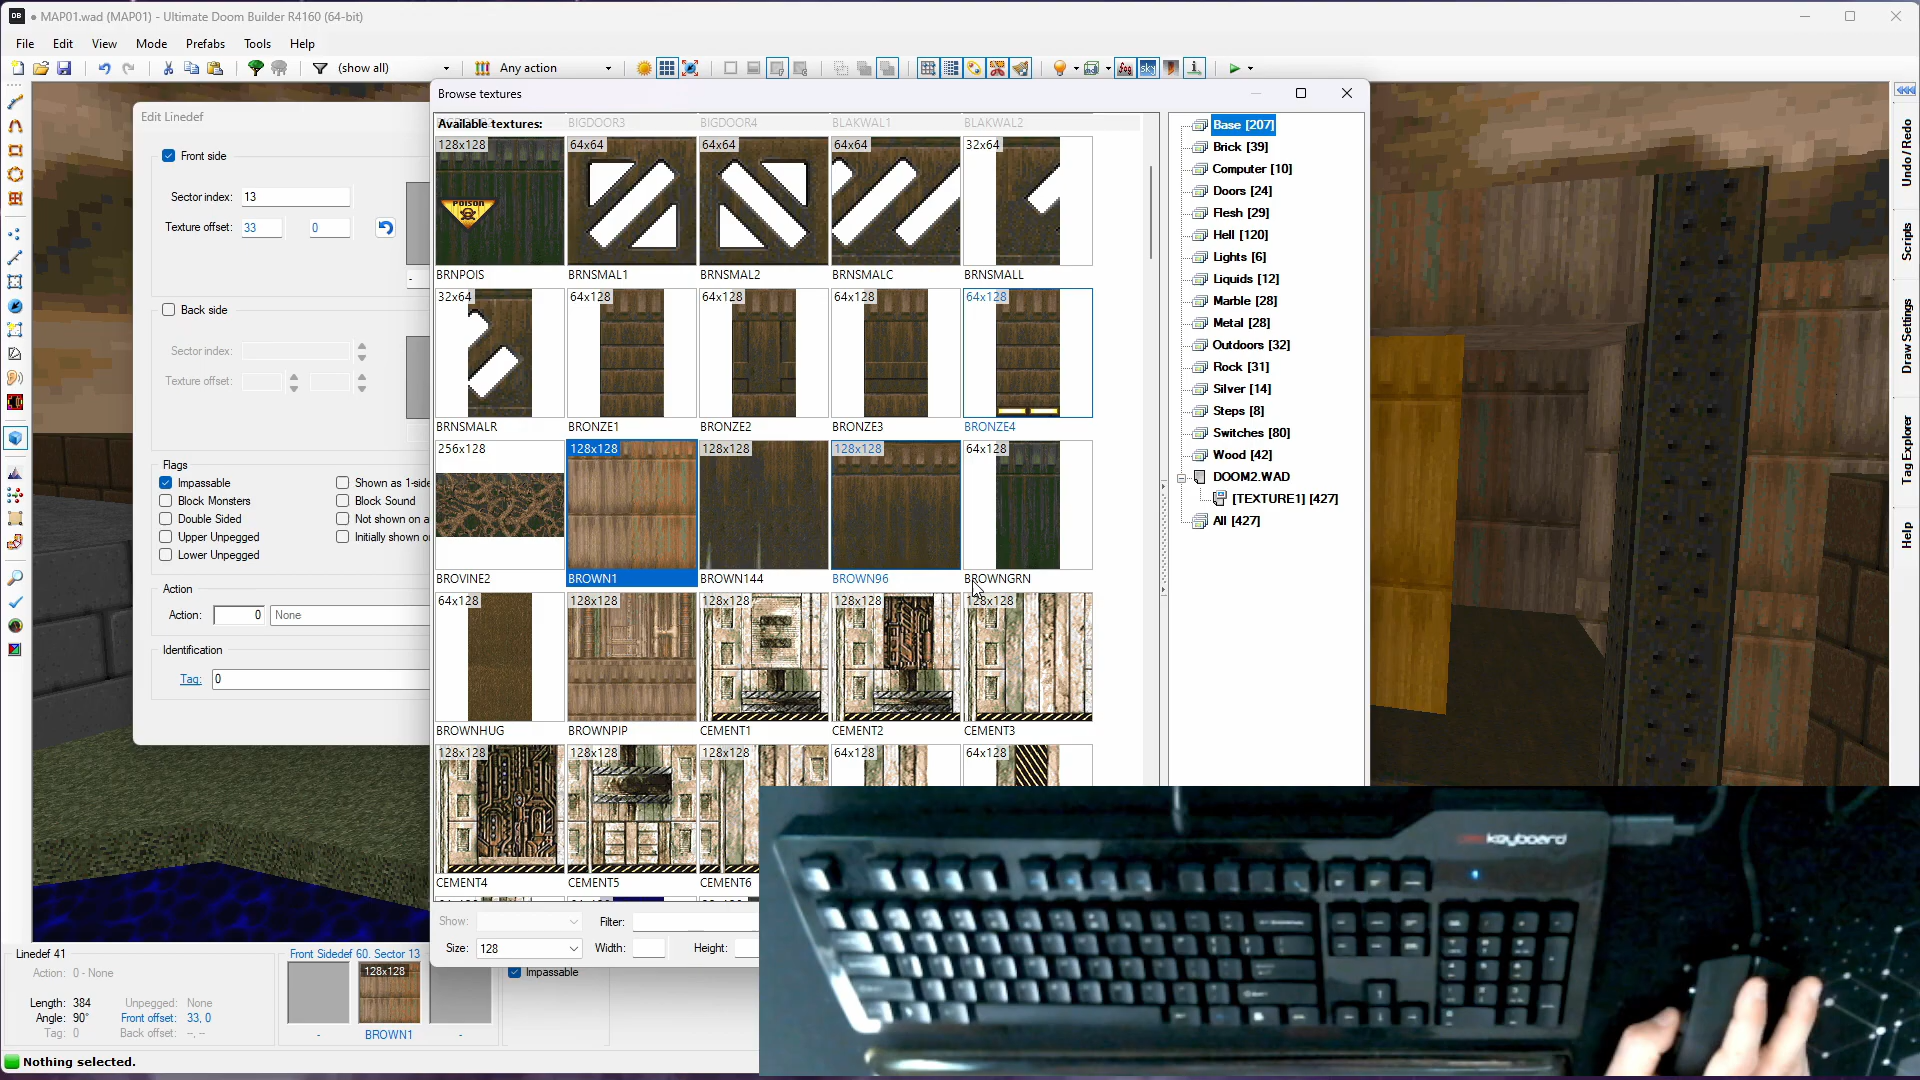 MAP01.wad (MAP01) - Ultimate Doom Builder R4160 (64-bit)
File Edit View Mode Prefabs Tools Help
(show all) Any action
Edit Linedef
Front side
Sector index: 13
Texture offset: 33 0
Back side
Sector index:
Texture offset:
Flags
Impassable
Block Monsters
Double Sided
Upper Unpegged
Lower Unpegged
Shown as 1-side
Block Sound
Not shown on a
Initially shown o
Action
Action: 0 None
Identification
Tag: 0
Browse textures
Available textures:
BIGDOOR3 BIGDOOR4 BLAKWAL1 BLAKWAL2
128x128 64x64 64x64 64x64 32x64
POISON
BRNPOIS BRNSMAL1 BRNSMAL2 BRNSMALC BRNSMALL
32x64 64x128 64x128 64x128 64x128
BRNSMALR BRONZE1 BRONZE2 BRONZE3 BRONZE4
256x128 128x128 128x128 128x128 64x128
BROVINE2 BROWN1 BROWN144 BROWN96 BROWNGRN
64x128 128x128 128x128 128x128 128x128
BROWNHUG BROWNPIP CEMENT1 CEMENT2 CEMENT3
128x128 128x128 128x128 64x128 64x128
CEMENT4 CEMENT5 CEMENT6
Show: Filter:
Size: 128 Width: Height:
Base [207]
Brick [39]
Computer [10]
Doors [24]
Flesh [29]
Hell [120]
Lights [6]
Liquids [12]
Marble [28]
Metal [28]
Outdoors [32]
Rock [31]
Silver [14]
Steps [8]
Switches [80]
Wood [42]
DOOM2.WAD
[TEXTURE1] [427]
All [427]
Undo / Redo
Scripts
Draw Settings
Tag Explorer
Help
keyboard
Linedef 41
Action: 0 - None
Length: 384 Unpegged: None
Angle: 90° Front offset: 33, 0
Tag: 0 Back offset: --, --
Front Sidedef 60. Sector 13
128x128
- BROWN1 -
Impassable
Nothing selected.